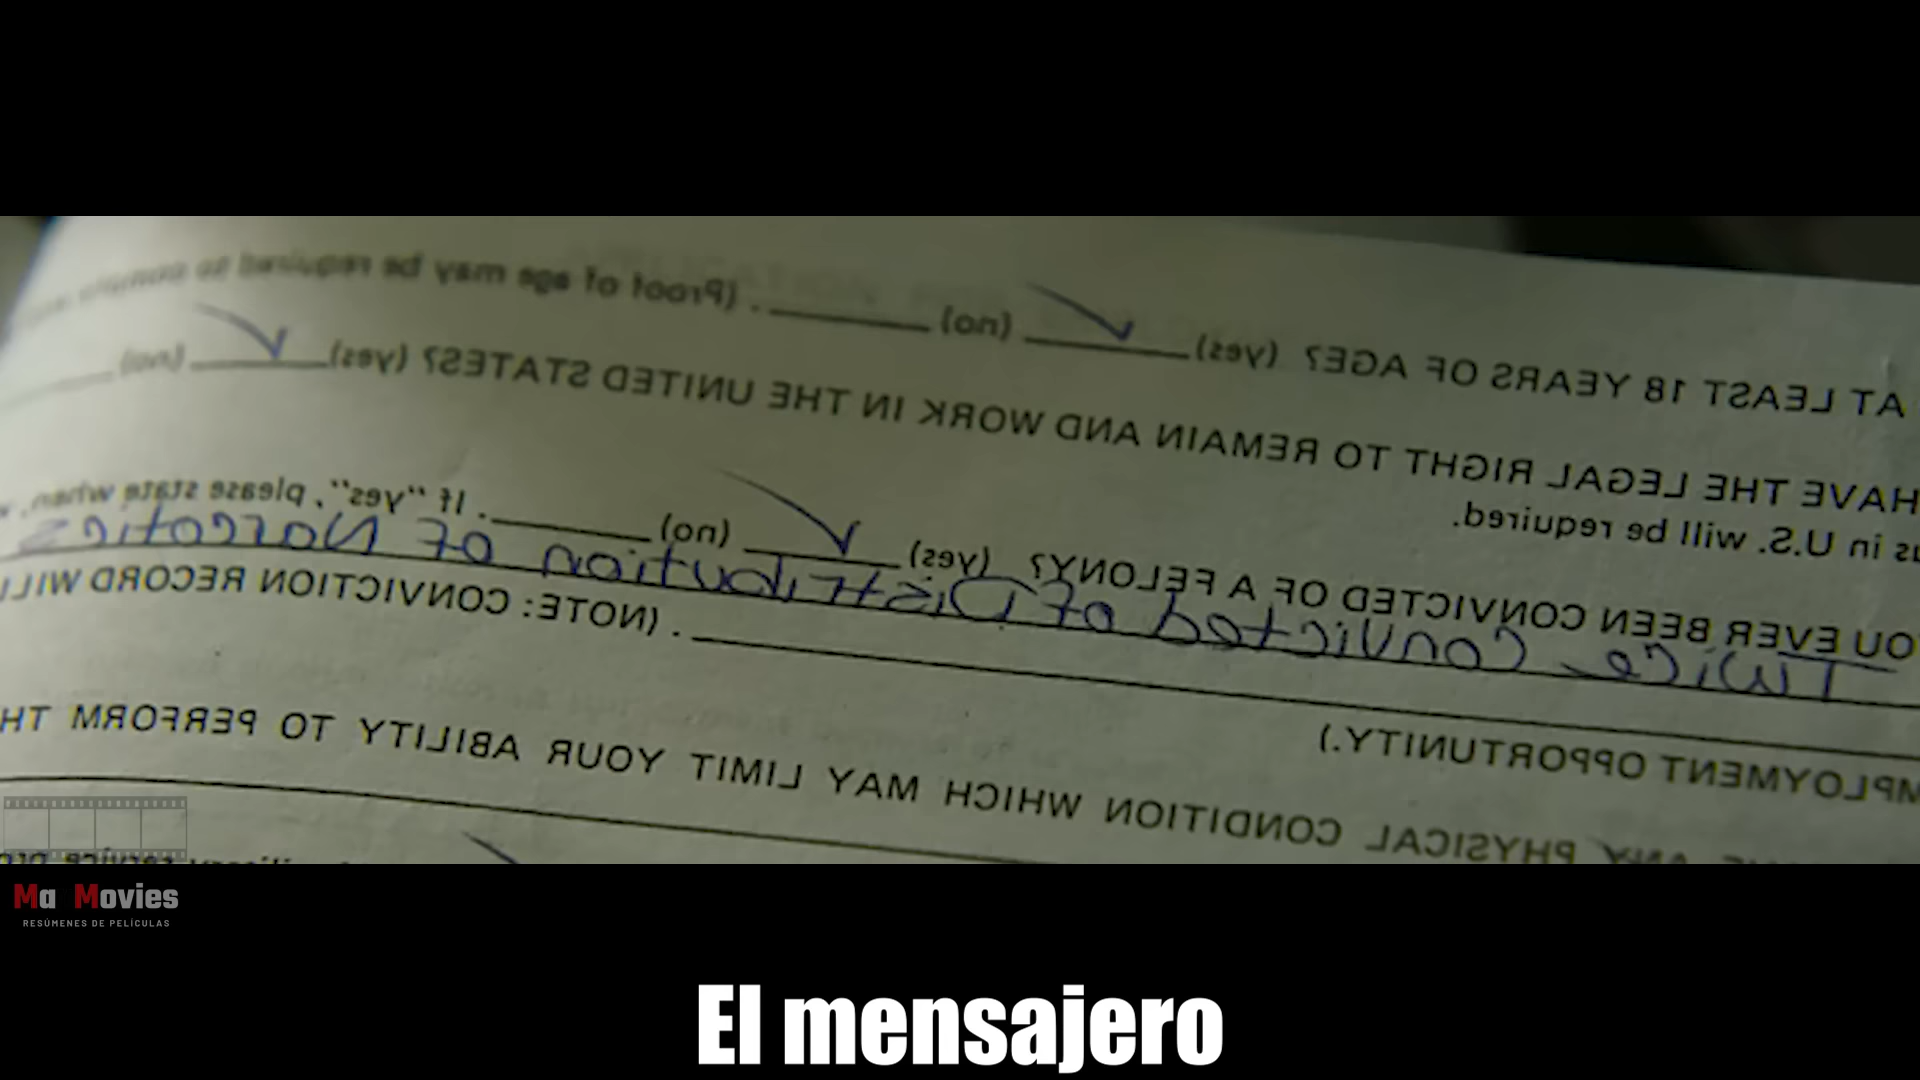 AT LEAST 18 YEARS OF AGE? (yes) (no) . (Proof of age may be required
HAVE THE LEGAL RIGHT TO REMAIN AND WORK IN THE UNITED STATES? (yes) (no)
us in U.S. will be required.
OU EVER BEEN CONVICTED OF A FELONY? (yes) (no) . If "yes", please state when,
Twice convicted of Distribution of Narcotics
. (NOTE: CONVICTION RECORD WILL
MPLOYMENT OPPORTUNITY.)
ANY PHYSICAL CONDITION WHICH MAY LIMIT YOUR ABILITY TO PERFORM TH
Ma Movies
RESÚMENES DE PELÍCULAS
El mensajero